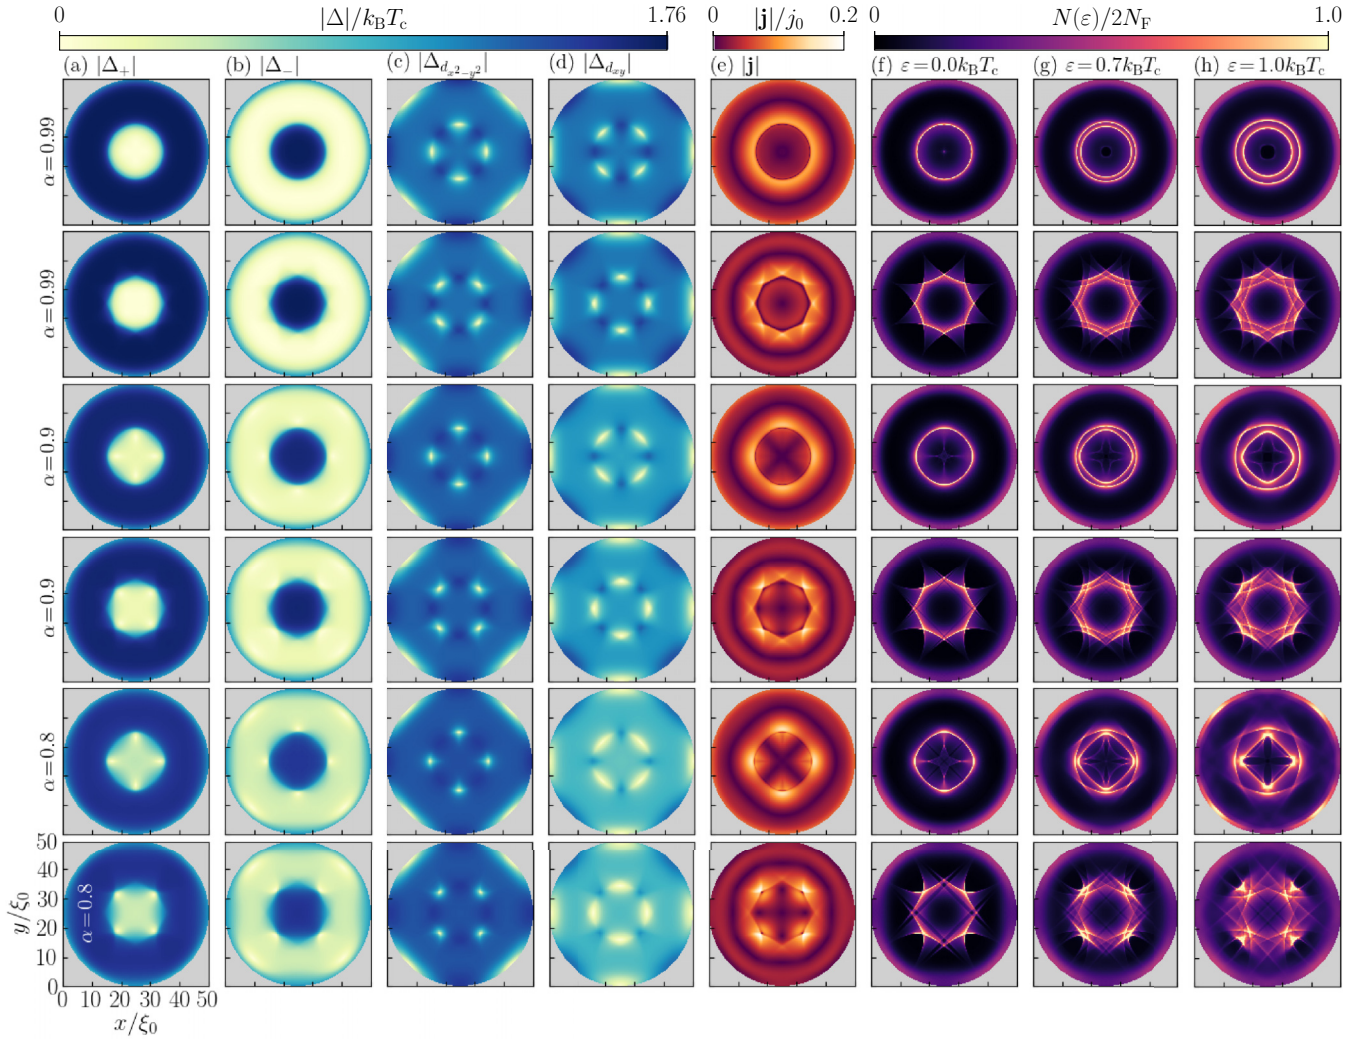 0 |Δ|/k_BT_c 1.76 0 |j|/j_0 0.2 0 N(ε)/2N_F 1.0
(a) |Δ_+| (b) |Δ_−| (c) |Δ_{d_{x²−y²}}| (d) |Δ_{d_{xy}}| (e) |j| (f) ε=0.0k_BT_c (g) ε=0.7k_BT_c (h) ε=1.0k_BT_c
α=0.99
α=0.99
α=0.9
α=0.9
α=0.8
α=0.8
50
40
30
20
10
0
y/ξ_0
0 10 20 30 40 50
x/ξ_0